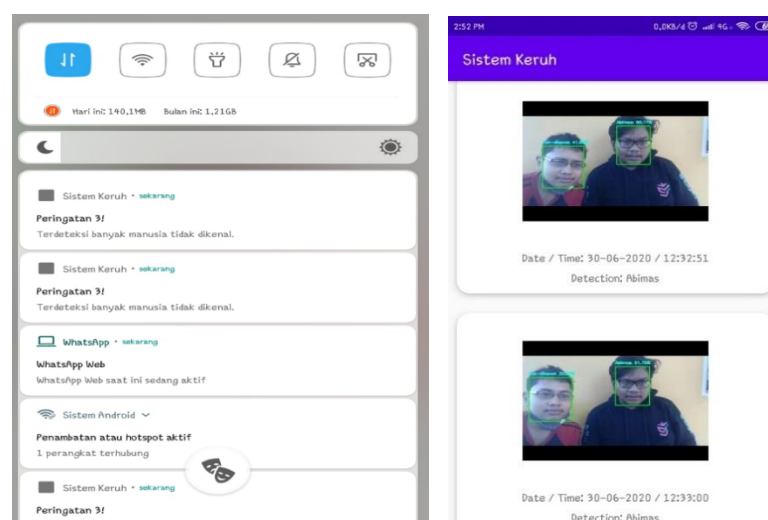 Hari ini: 140,1MB Bulan ini: 1,21GB
Sistem Keruh • sekarang
Peringatan 3!
Terdeteksi banyak manusia tidak dikenal.
Sistem Keruh • sekarang
Peringatan 3!
Terdeteksi banyak manusia tidak dikenal.
WhatsApp • sekarang
WhatsApp Web
WhatsApp Web saat ini sedang aktif
Sistem Android
Penambatan atau hotspot aktif
1 perangkat terhubung
Sistem Keruh • sekarang
Peringatan 3!
2:52 PM
0,0KB/d 4G
Sistem Keruh
Date / Time: 30-06-2020 / 12:32:51
Detection: Abimas
Date / Time: 30-06-2020 / 12:33:00
Detection: Abimas